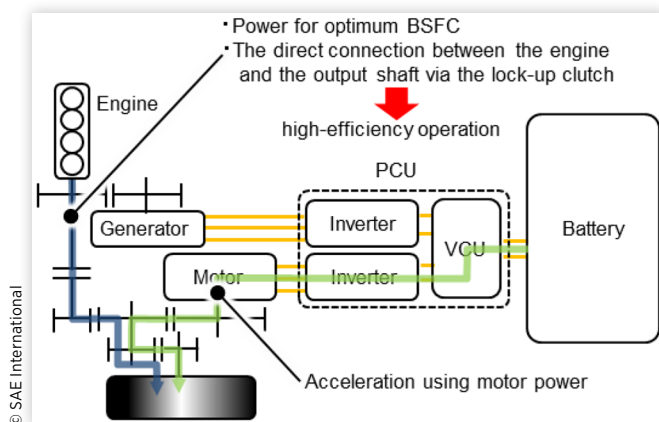 ・Power for optimum BSFC
・The direct connection between the engine
and the output shaft via the lock-up clutch
high-efficiency operation
Engine
PCU
Generator
Inverter
VCU
Battery
Motor
Inverter
Acceleration using motor power
© SAE International